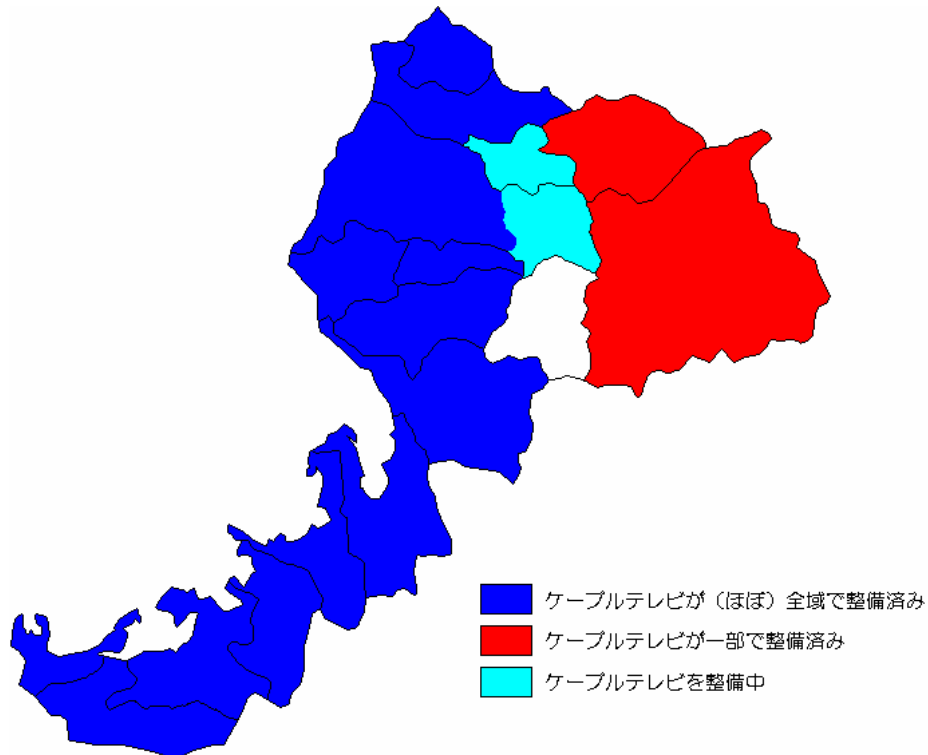 ケーブルテレビが（ほぼ）全域で整備済み
ケーブルテレビが一部で整備済み
ケーブルテレビを整備中